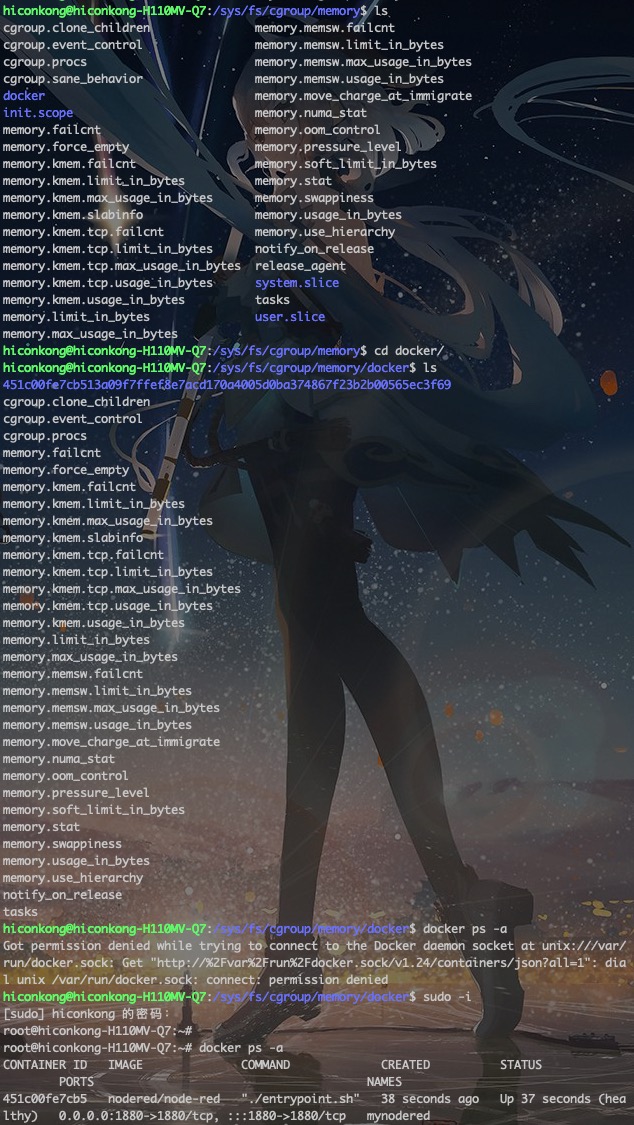 hiconkong@hiconkong-H110MV-Q7:/sys/fs/cgroup/memory$ ls
cgroup.clone_children memory.memsw.failcnt
cgroup.event_control memory.memsw.limit_in_bytes
cgroup.procs memory.memsw.max_usage_in_bytes
cgroup.sane_behavior memory.memsw.usage_in_bytes
docker memory.move_charge_at_immigrate
init.scope memory.numa_stat
memory.failcnt memory.oom_control
memory.force_empty memory.pressure_level
memory.kmem.failcnt memory.soft_limit_in_bytes
memory.kmem.limit_in_bytes memory.stat
memory.kmem.max_usage_in_bytes memory.swappiness
memory.kmem.slabinfo memory.usage_in_bytes
memory.kmem.tcp.failcnt memory.use_hierarchy
memory.kmem.tcp.limit_in_bytes notify_on_release
memory.kmem.tcp.max_usage_in_bytes release_agent
memory.kmem.tcp.usage_in_bytes system.slice
memory.kmem.usage_in_bytes tasks
memory.limit_in_bytes user.slice
memory.max_usage_in_bytes
hiconkong@hiconkong-H110MV-Q7:/sys/fs/cgroup/memory$ cd docker/
hiconkong@hiconkong-H110MV-Q7:/sys/fs/cgroup/memory/docker$ ls
451c00fe7cb513a09f7ffef8e7acd170a4005d0ba374867f23b2b00565ec3f69
cgroup.clone_children
cgroup.event_control
cgroup.procs
memory.failcnt
memory.force_empty
memory.kmem.failcnt
memory.kmem.limit_in_bytes
memory.kmem.max_usage_in_bytes
memory.kmem.slabinfo
memory.kmem.tcp.failcnt
memory.kmem.tcp.limit_in_bytes
memory.kmem.tcp.max_usage_in_bytes
memory.kmem.tcp.usage_in_bytes
memory.kmem.usage_in_bytes
memory.limit_in_bytes
memory.max_usage_in_bytes
memory.memsw.failcnt
memory.memsw.limit_in_bytes
memory.memsw.max_usage_in_bytes
memory.memsw.usage_in_bytes
memory.move_charge_at_immigrate
memory.numa_stat
memory.oom_control
memory.pressure_level
memory.soft_limit_in_bytes
memory.stat
memory.swappiness
memory.usage_in_bytes
memory.use_hierarchy
notify_on_release
tasks
hiconkong@hiconkong-H110MV-Q7:/sys/fs/cgroup/memory/docker$ docker ps -a
Got permission denied while trying to connect to the Docker daemon socket at unix:///var/
run/docker.sock: Get "http://%2Fvar%2Frun%2Fdocker.sock/v1.24/containers/json?all=1": dia
l unix /var/run/docker.sock: connect: permission denied
hiconkong@hiconkong-H110MV-Q7:/sys/fs/cgroup/memory/docker$ sudo -i
[sudo] hiconkong 的密码：
root@hiconkong-H110MV-Q7:~#
root@hiconkong-H110MV-Q7:~# docker ps -a
CONTAINER ID IMAGE COMMAND CREATED STATUS
PORTS NAMES
451c00fe7cb5 nodered/node-red "./entrypoint.sh" 38 seconds ago Up 37 seconds (hea
lthy) 0.0.0.0:1880->1880/tcp, :::1880->1880/tcp mynodered